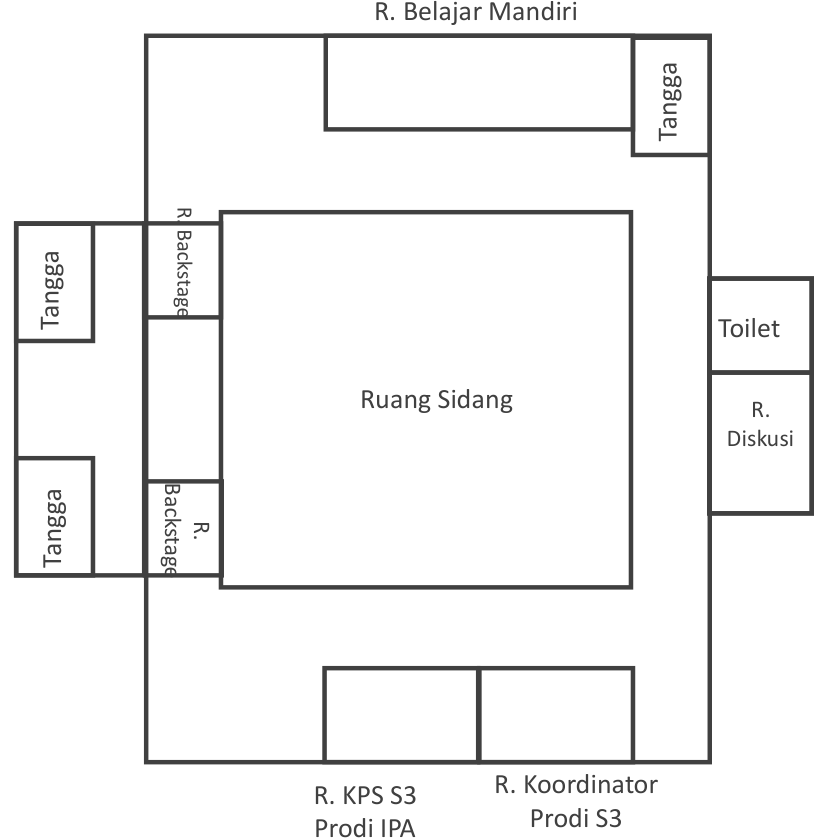 R. Belajar Mandiri
Tangga
R. Backstage
Tangga
Toilet
Ruang Sidang
R.
Diskusi
Tangga
R.
Backstage
R. KPS S3
Prodi IPA
R. Koordinator
Prodi S3